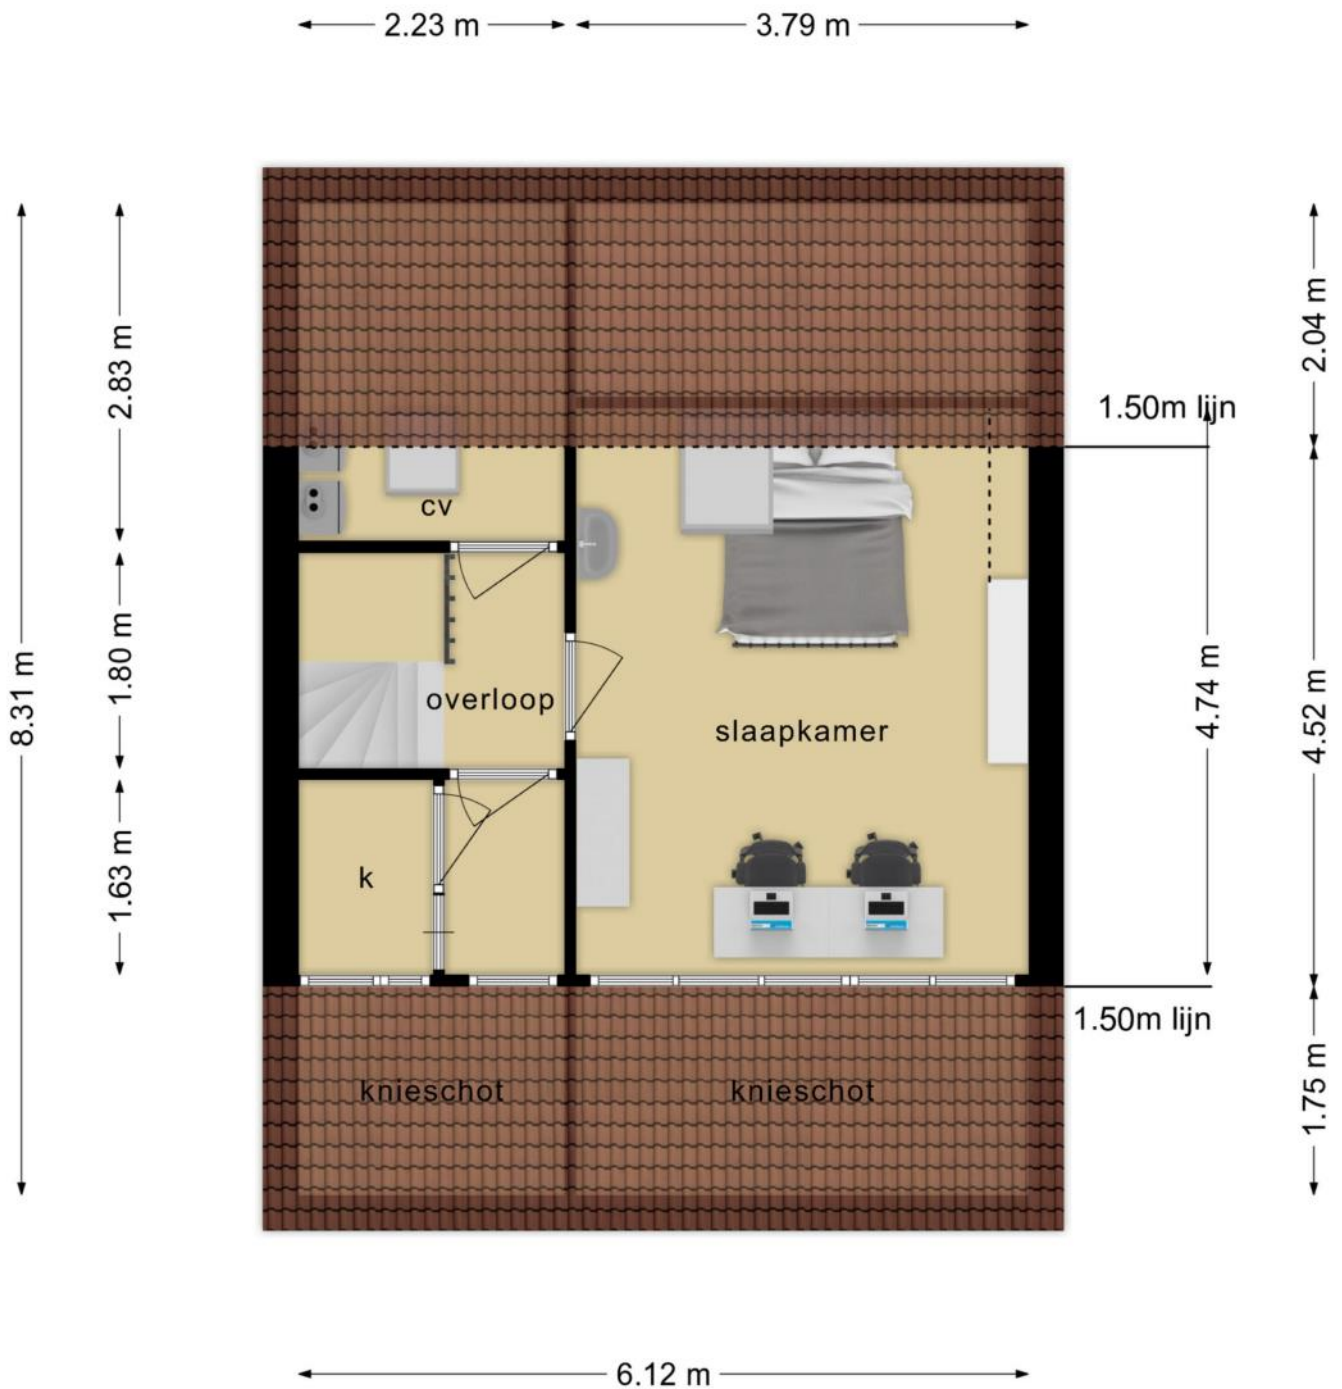 2.23 m
3.79 m
2.83 m
2.04 m
1.50m lijn
cv
1.80 m
8.31 m
overloop
slaapkamer
4.74 m
4.52 m
1.63 m
k
1.50m lijn
knieschot
knieschot
1.75 m
6.12 m